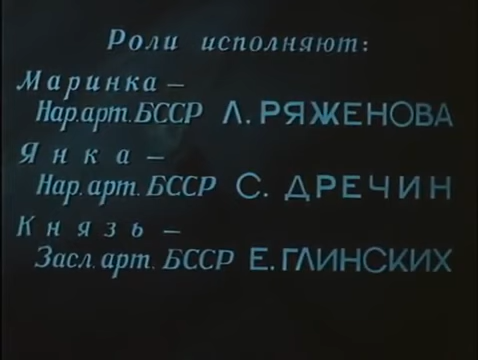 Роли исполняют:
Маринка —
Нар. арт. БССР Л. РЯЖЕНОВА
Янка —
Нар. арт. БССР С. ДРЕЧИН
Князь —
Засл. арт. БССР Е. ГЛИНСКИХ